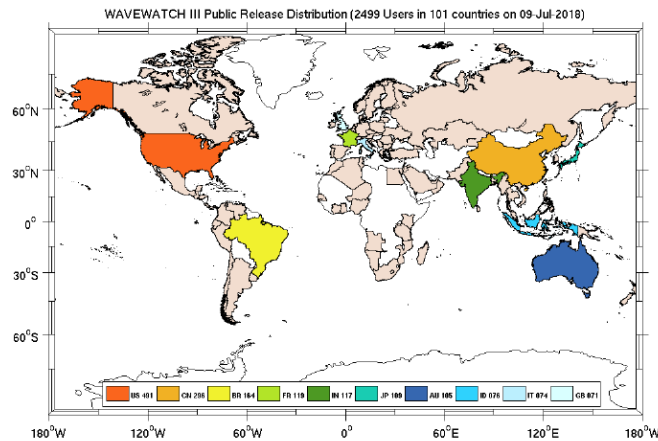 WAVEWATCH III Public Release Distribution (2499 Users in 101 countries on 09-Jul-2018)
60°N
30°N
0°
30°S
60°S
US 401 CN 295 BR 164 FR 119 IN 117 JP 109 AU 105 ID 076 IT 074 GB 071
180°W 120°W 60°W 0° 60°E 120°E 180°W